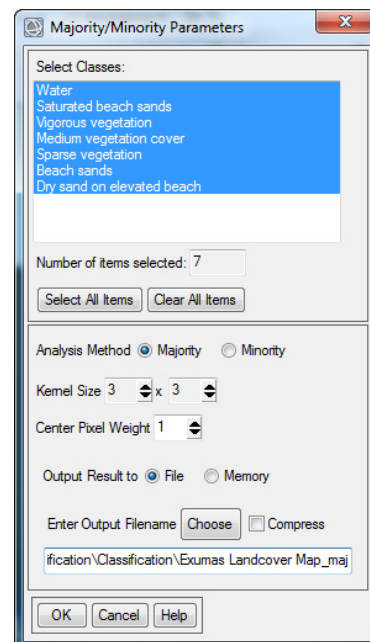 Majority/Minority Parameters
Select Classes:
Water
Saturated beach sands
Vigorous vegetation
Medium vegetation cover
Sparse vegetation
Beach sands
Dry sand on elevated beach
Number of items selected: 7
Select All Items Clear All Items
Analysis Method Majority Minority
Kernel Size 3 x 3
Center Pixel Weight 1
Output Result to File Memory
Enter Output Filename Choose Compress
ification\Classification\Exumas Landcover Map_maj
OK Cancel Help